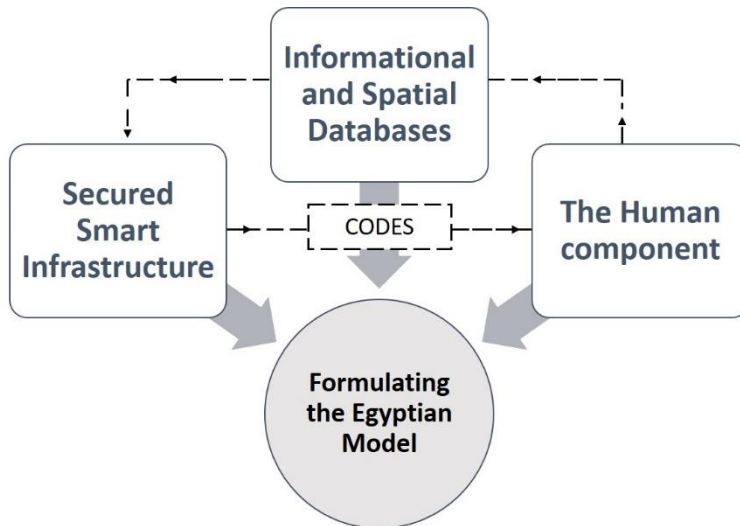 Informational
and Spatial
Databases
Secured
Smart
Infrastructure
CODES
The Human
component
Formulating
the Egyptian
Model